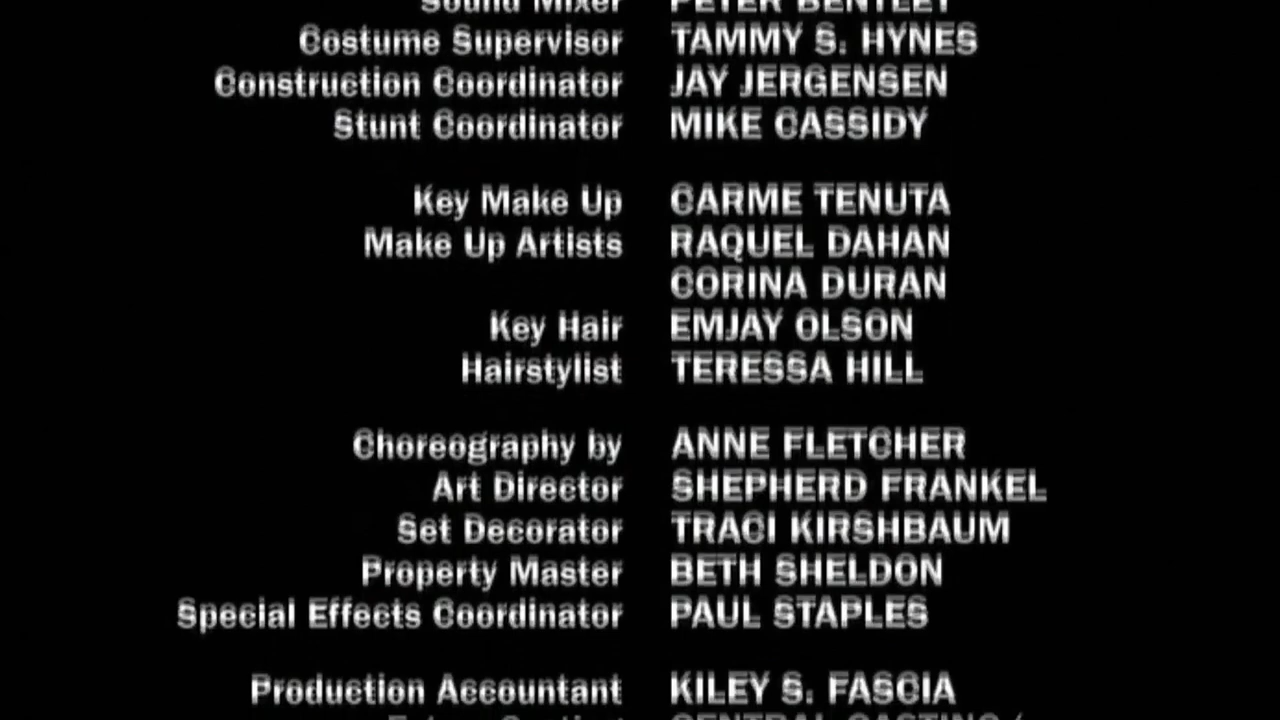 Sound Mixer PETER BENTLEY
Costume Supervisor TAMMY S. HYNES
Construction Coordinator JAY JERGENSEN
Stunt Coordinator MIKE CASSIDY
Key Make Up CARME TENUTA
Make Up Artists RAQUEL DAHAN
CORINA DURAN
Key Hair EMJAY OLSON
Hairstylist TERESSA HILL
Choreography by ANNE FLETCHER
Art Director SHEPHERD FRANKEL
Set Decorator TRACI KIRSHBAUM
Property Master BETH SHELDON
Special Effects Coordinator PAUL STAPLES
Production Accountant KILEY S. FASCIA
CENTRAL CASTING